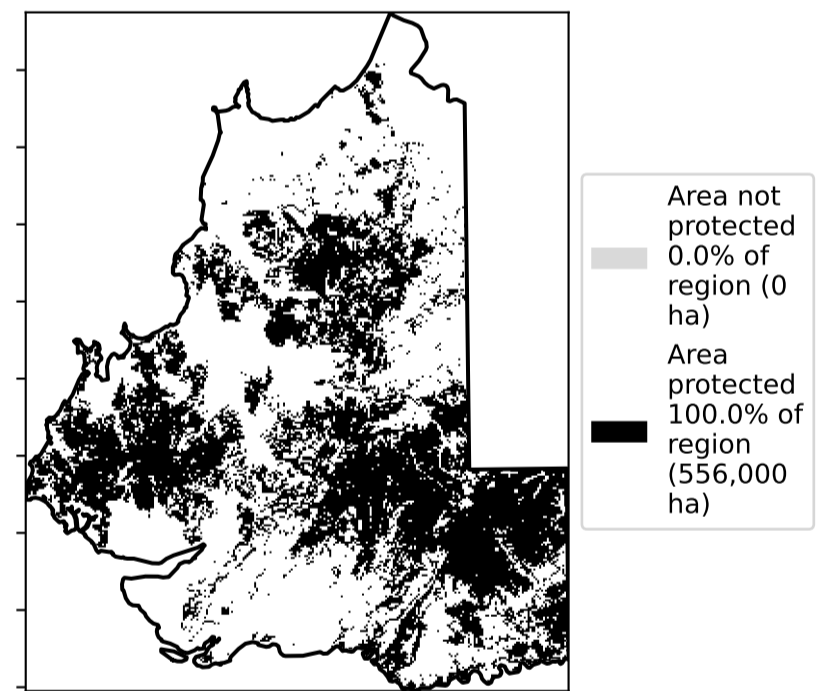 Area not
protected
0.0% of
region (0
ha)
Area
protected
100.0% of
region
(556,000
ha)